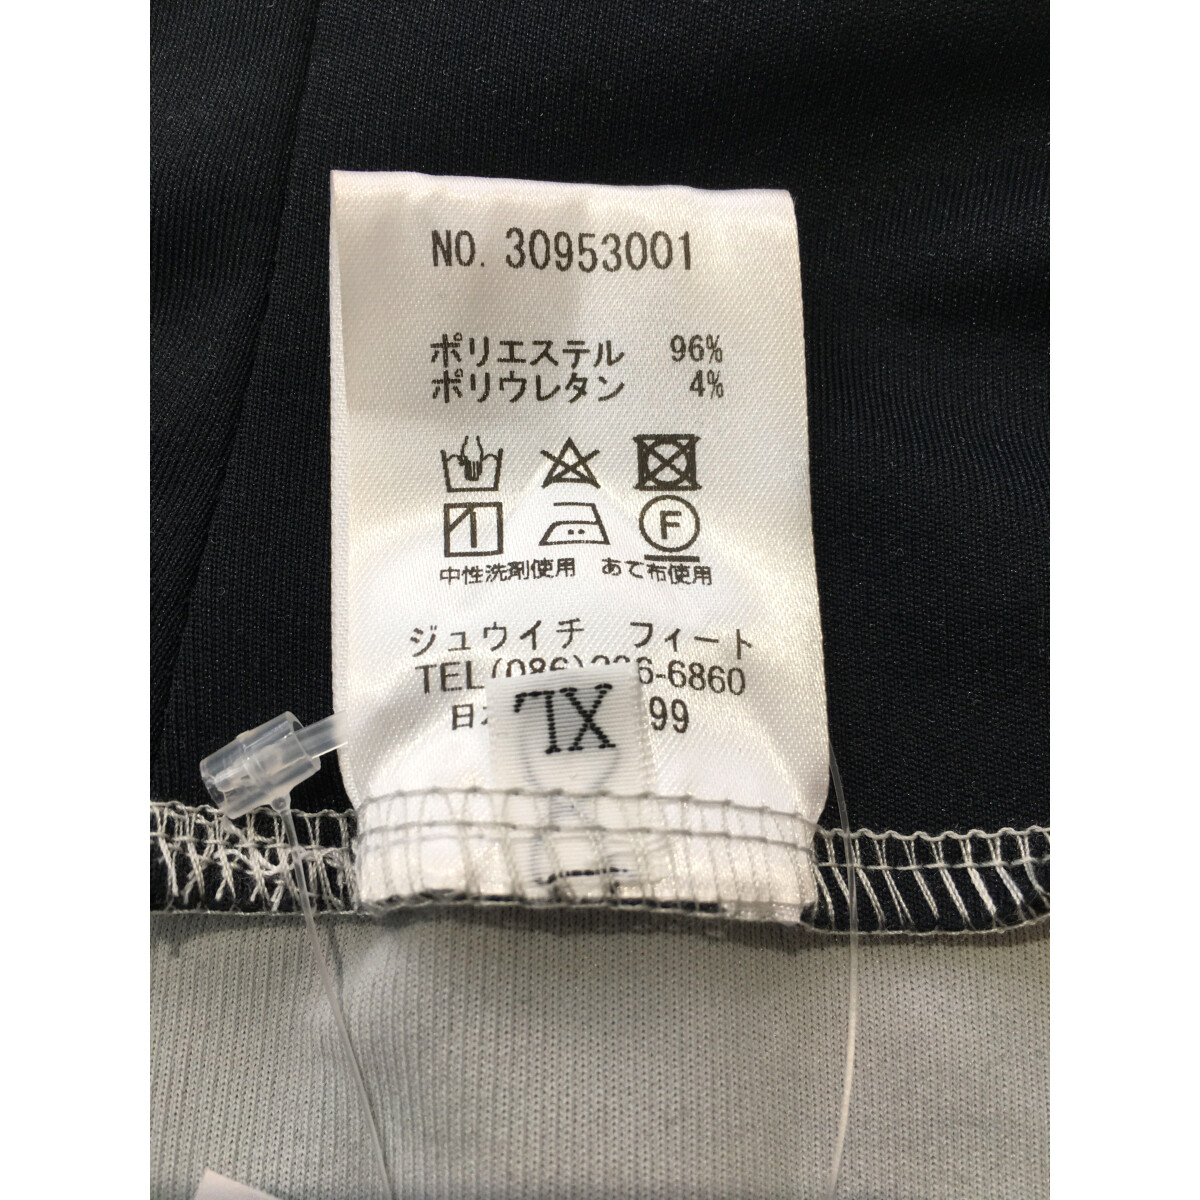 NO. 30953001
ポリエステル 96%
ポリウレタン 4%
F
中性洗剤使用 あて布使用
ジュウイチ フィート
TEL 6-6860
99
XL